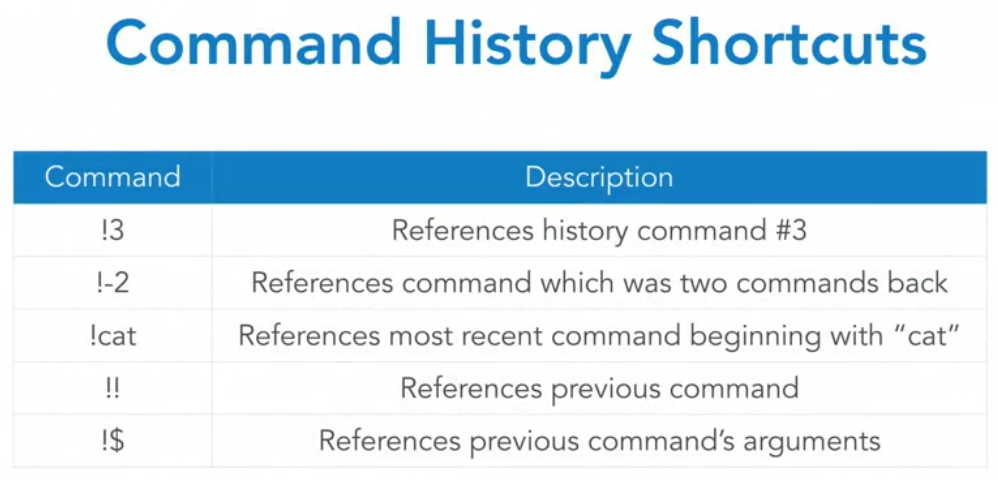 Command History Shortcuts
Command Description
!3 References history command #3
!-2 References command which was two commands back
!cat References most recent command beginning with “cat”
!! References previous command
!$ References previous command’s arguments